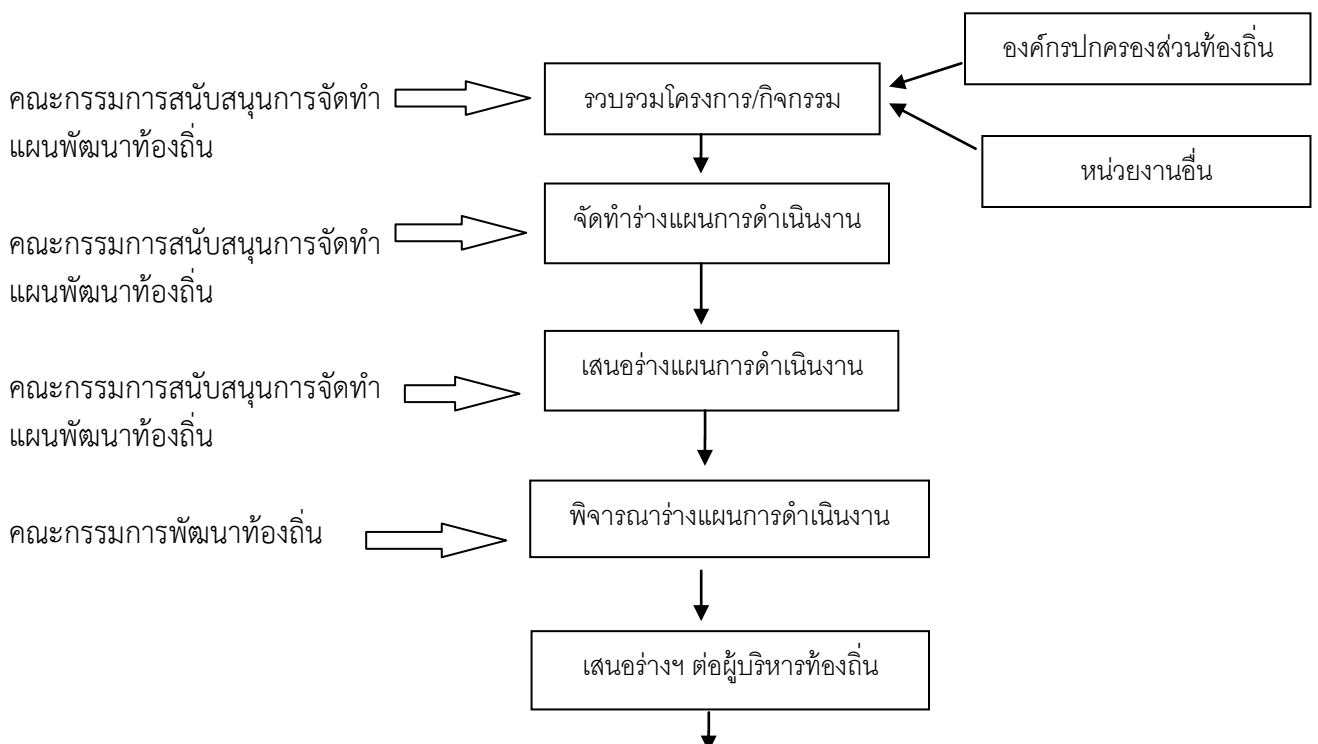 องค์กรปกครองส่วนท้องถิ่น
คณะกรรมการสนับสนุนการจัดทำ
แผนพัฒนาท้องถิ่น
รวบรวมโครงการ/กิจกรรม
หน่วยงานอื่น
คณะกรรมการสนับสนุนการจัดทำ
แผนพัฒนาท้องถิ่น
จัดทำร่างแผนการดำเนินงาน
คณะกรรมการสนับสนุนการจัดทำ
แผนพัฒนาท้องถิ่น
เสนอร่างแผนการดำเนินงาน
คณะกรรมการพัฒนาท้องถิ่น
พิจารณาร่างแผนการดำเนินงาน
เสนอร่างฯ ต่อผู้บริหารท้องถิ่น